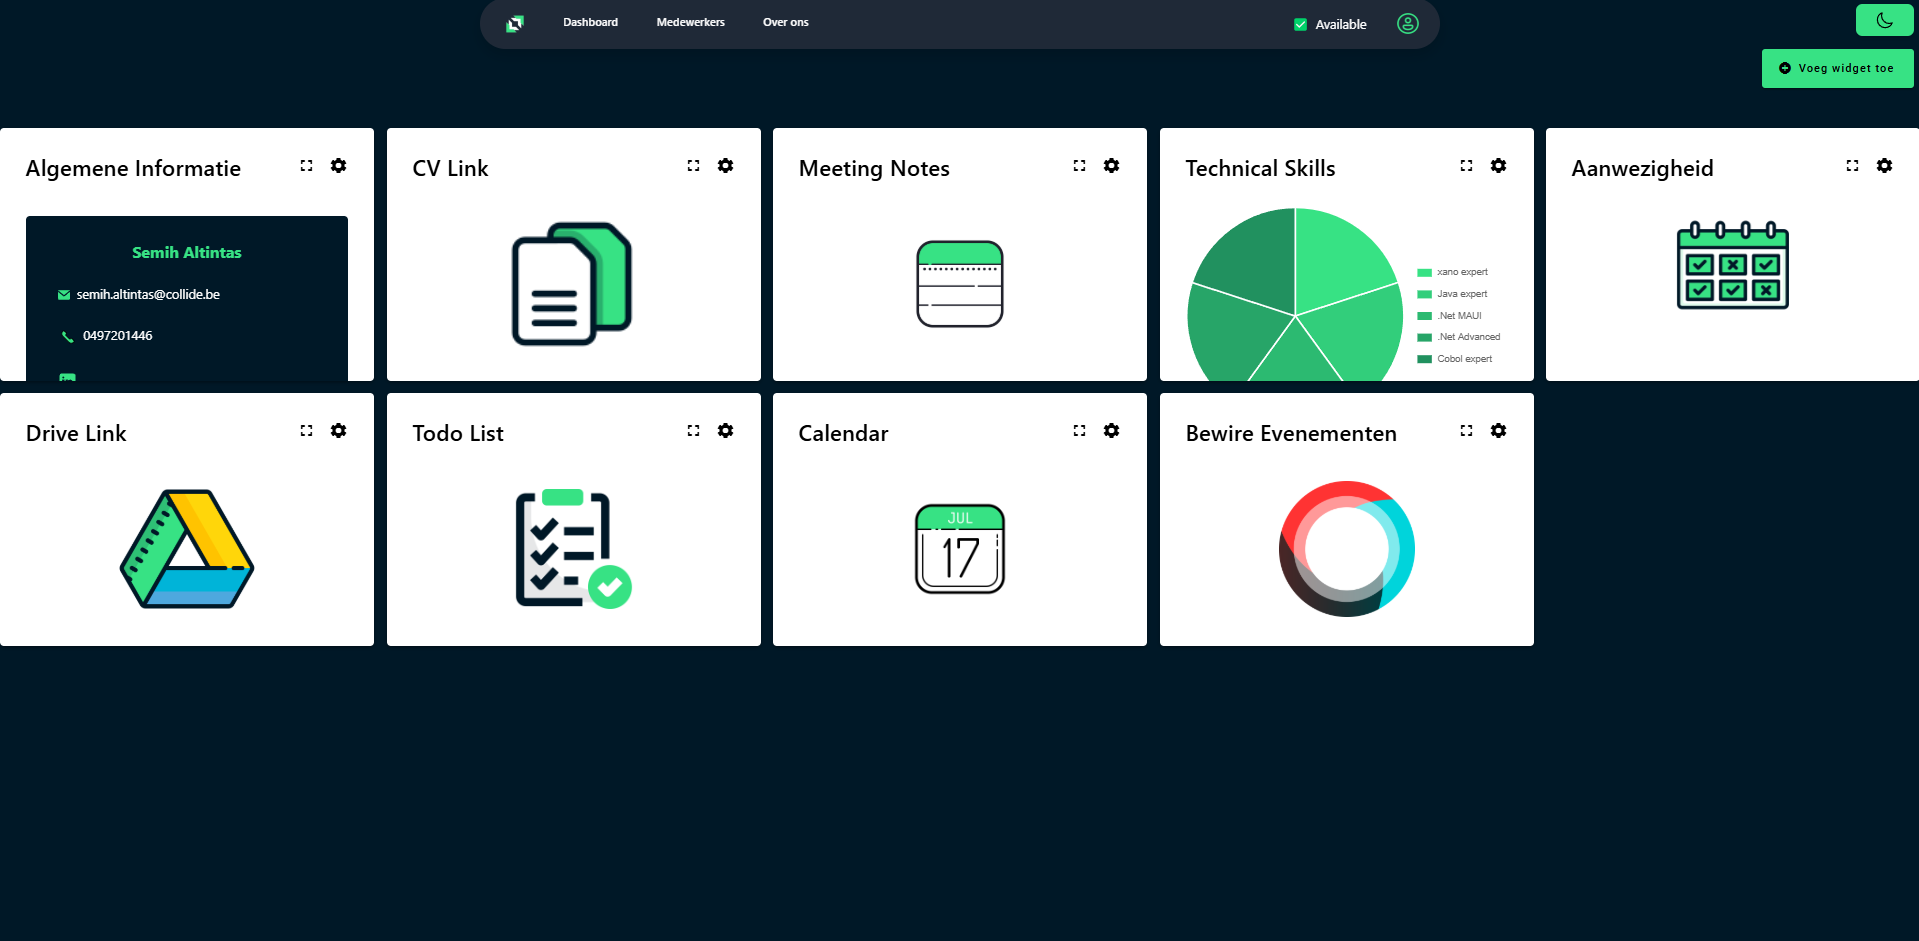 Dashboard
Medewerkers
Over ons
Available
Voeg widget toe
Algemene Informatie
Semih Altintas
semih.altintas@collide.be
0497201446
CV Link
Meeting Notes
Technical Skills
xano expert
Java expert
.Net MAUI
.Net Advanced
Cobol expert
Aanwezigheid
Drive Link
Todo List
Calendar
JUL
17
Bewire Evenementen